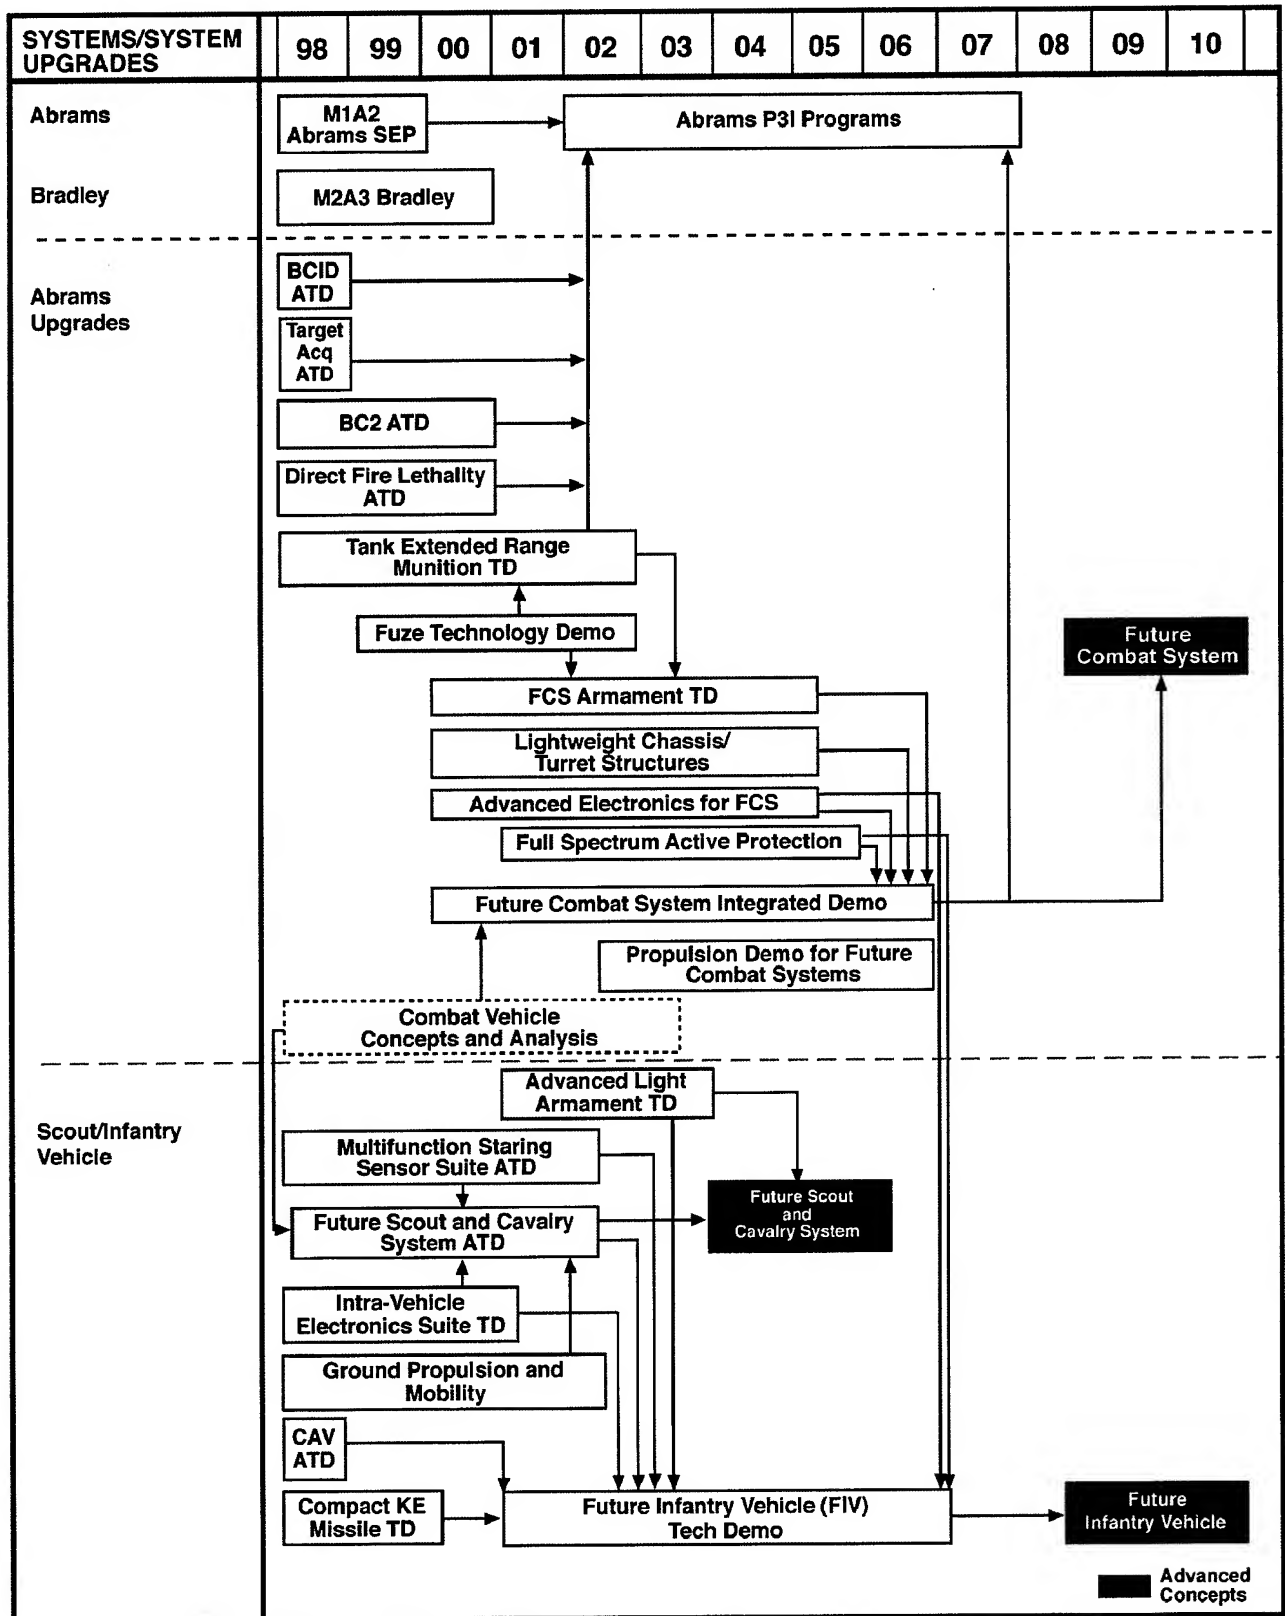 SYSTEMS/SYSTEM
UPGRADES
98 99 00 01 02 03 04 05 06 07 08 09 10
Abrams
M1A2
Abrams SEP
Abrams P3I Programs
Bradley
M2A3 Bradley
Abrams
Upgrades
BCID
ATD
Target
Acq
ATD
BC2 ATD
Direct Fire Lethality
ATD
Tank Extended Range
Munition TD
Fuze Technology Demo
Future
Combat System
FCS Armament TD
Lightweight Chassis/
Turret Structures
Advanced Electronics for FCS
Full Spectrum Active Protection
Future Combat System Integrated Demo
Propulsion Demo for Future
Combat Systems
Combat Vehicle
Concepts and Analysis
Scout/Infantry
Vehicle
Advanced Light
Armament TD
Multifunction Staring
Sensor Suite ATD
Future Scout and Cavalry
System ATD
Future Scout
and
Cavalry System
Intra-Vehicle
Electronics Suite TD
Ground Propulsion and
Mobility
CAV
ATD
Compact KE
Missile TD
Future Infantry Vehicle (FIV)
Tech Demo
Future
Infantry Vehicle
Advanced
Concepts